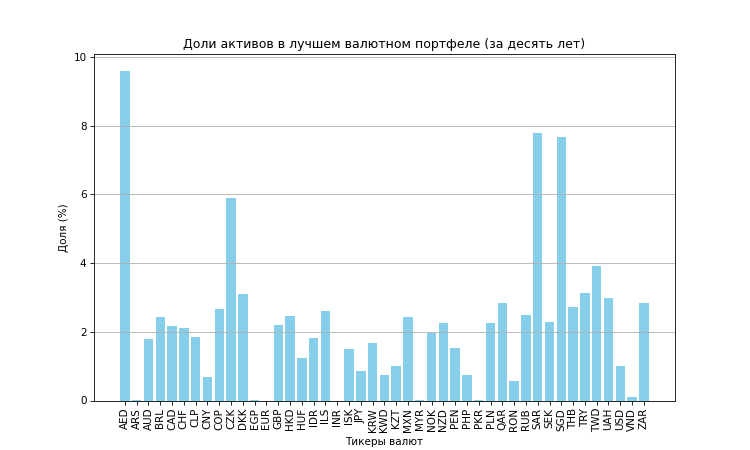 Доли активов в лучшем валютном портфеле (за десять лет)
Доля (%)
10
8
6
4
2
0
AED ARS AUD BRL CAD CHF CLP CNY COP CZK DKK EGP EUR GBP HKD HUF IDR ILS INR ISK JPY KRW KWD KZT MXN MYR NOK NZD PEN PHP PKR PLN QAR RON RUB SAR SEK SGD THB TRY TWD UAH USD VND ZAR
Тикеры валют